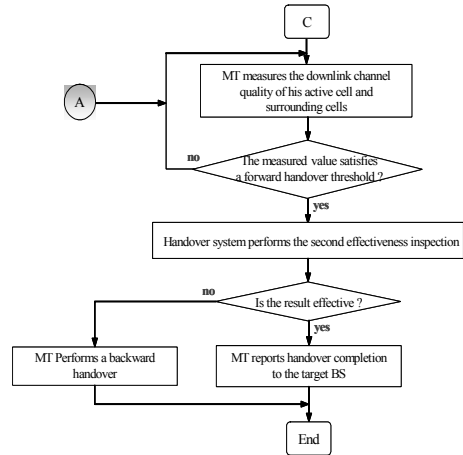 C
A
MT measures the downlink channel
quality of his active cell and
surrounding cells
no
The measured value satisfies
a forward handover threshold ?
yes
Handover system performs the second effectiveness inspection
no
Is the result effective ?
yes
MT Performs a backward
handover
MT reports handover completion
to the target BS
End